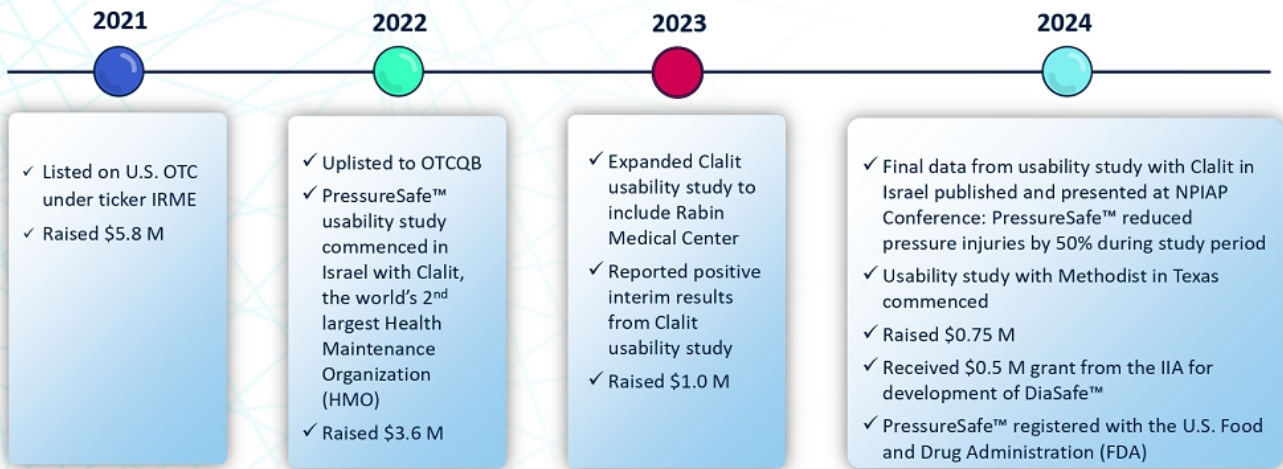 2021
2022
2023
2024
✓ Listed on U.S. OTC
under ticker IRME
✓ Raised $5.8 M
✓ Uplisted to OTCQB
✓ PressureSafe™
usability study
commenced in
Israel with Clalit,
the world's 2nd
largest Health
Maintenance
Organization
(HMO)
✓ Raised $3.6 M
✓ Expanded Clalit
usability study to
include Rabin
Medical Center
✓ Reported positive
interim results
from Clalit
usability study
✓ Raised $1.0 M
✓ Final data from usability study with Clalit in
Israel published and presented at NPIAP
Conference: PressureSafe™ reduced
pressure injuries by 50% during study period
✓ Usability study with Methodist in Texas
commenced
✓ Raised $0.75 M
✓ Received $0.5 M grant from the IIA for
development of DiaSafe™
✓ PressureSafe™ registered with the U.S. Food
and Drug Administration (FDA)